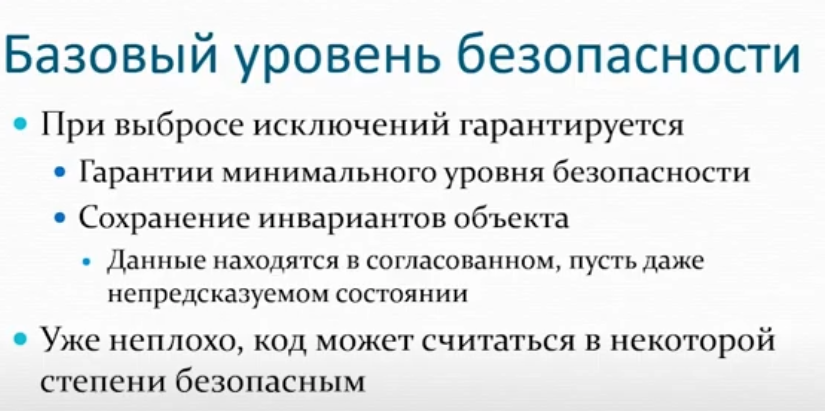 Базовый уровень безопасности
При выбросе исключений гарантируется
Гарантии минимального уровня безопасности
Сохранение инвариантов объекта
Данные находятся в согласованном, пусть даже
непредсказуемом состоянии
Уже неплохо, код может считаться в некоторой
степени безопасным